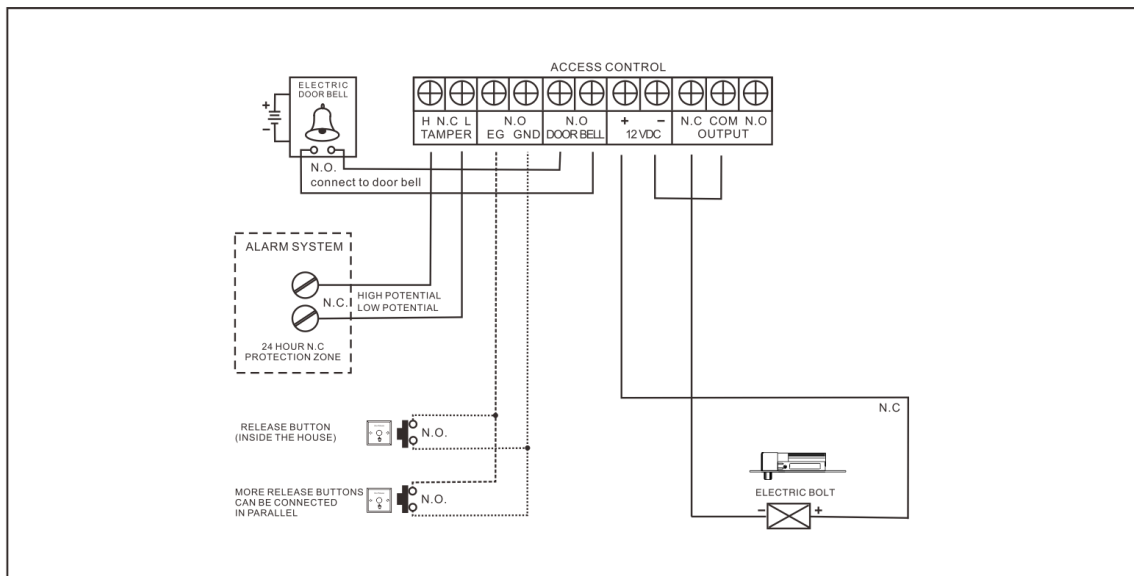 ACCESS CONTROL
ELECTRIC
DOOR BELL
+
−
H N.C L
TAMPER
N.O
EG GND
N.O
DOOR BELL
+ −
12 VDC
N.C COM N.O
OUTPUT
N.O.
connect to door bell
ALARM SYSTEM
N.C.
HIGH POTENTIAL
LOW POTENTIAL
24 HOUR N.C
PROTECTION ZONE
RELEASE BUTTON
(INSIDE THE HOUSE)
N.O.
MORE RELEASE BUTTONS
CAN BE CONNECTED
IN PARALLEL
N.O.
N.C
ELECTRIC BOLT
− +